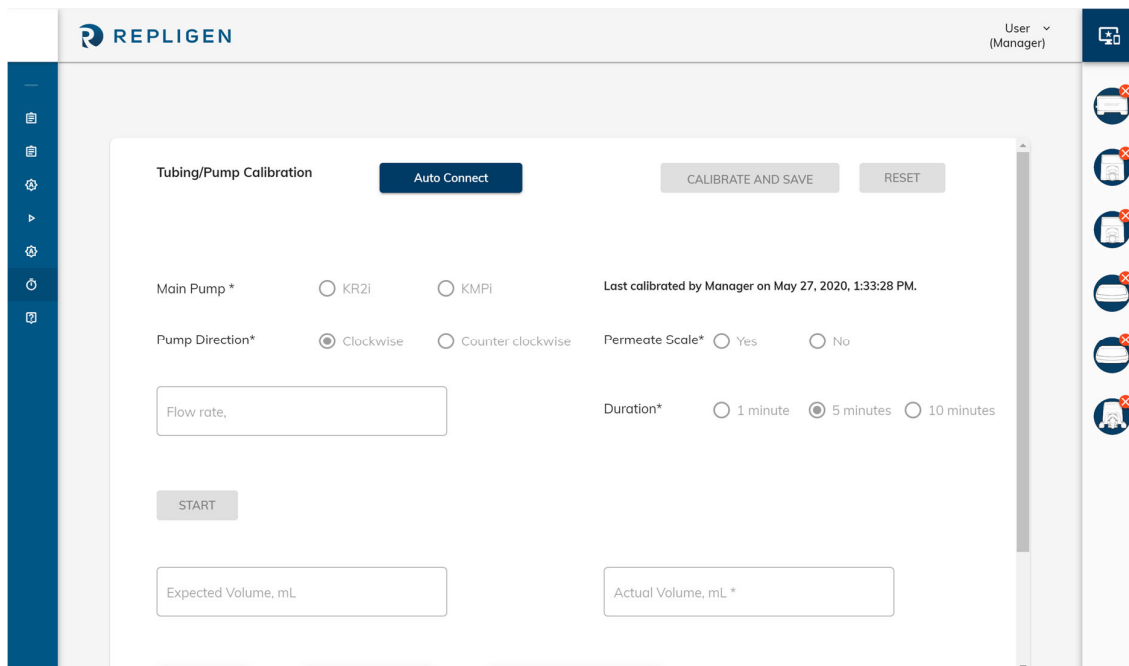 REPLIGEN
User
(Manager)
Tubing/Pump Calibration
Auto Connect
CALIBRATE AND SAVE
RESET
Main Pump *
KR2i
KMPi
Last calibrated by Manager on May 27, 2020, 1:33:28 PM.
Pump Direction*
Clockwise
Counter clockwise
Permeate Scale*
Yes
No
Flow rate,
Duration*
1 minute
5 minutes
10 minutes
START
Expected Volume, mL
Actual Volume, mL *